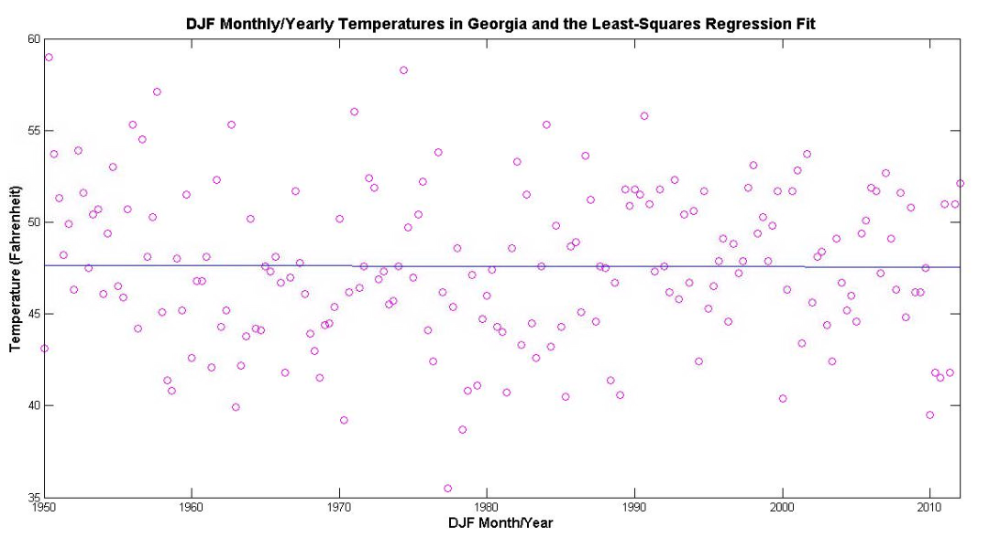 DJF Monthly/Yearly Temperatures in Georgia and the Least-Squares Regression Fit
60
55
50
45
40
35
Temperature (Fahrenheit)
1950 1960 1970 1980 1990 2000 2010
DJF Month/Year